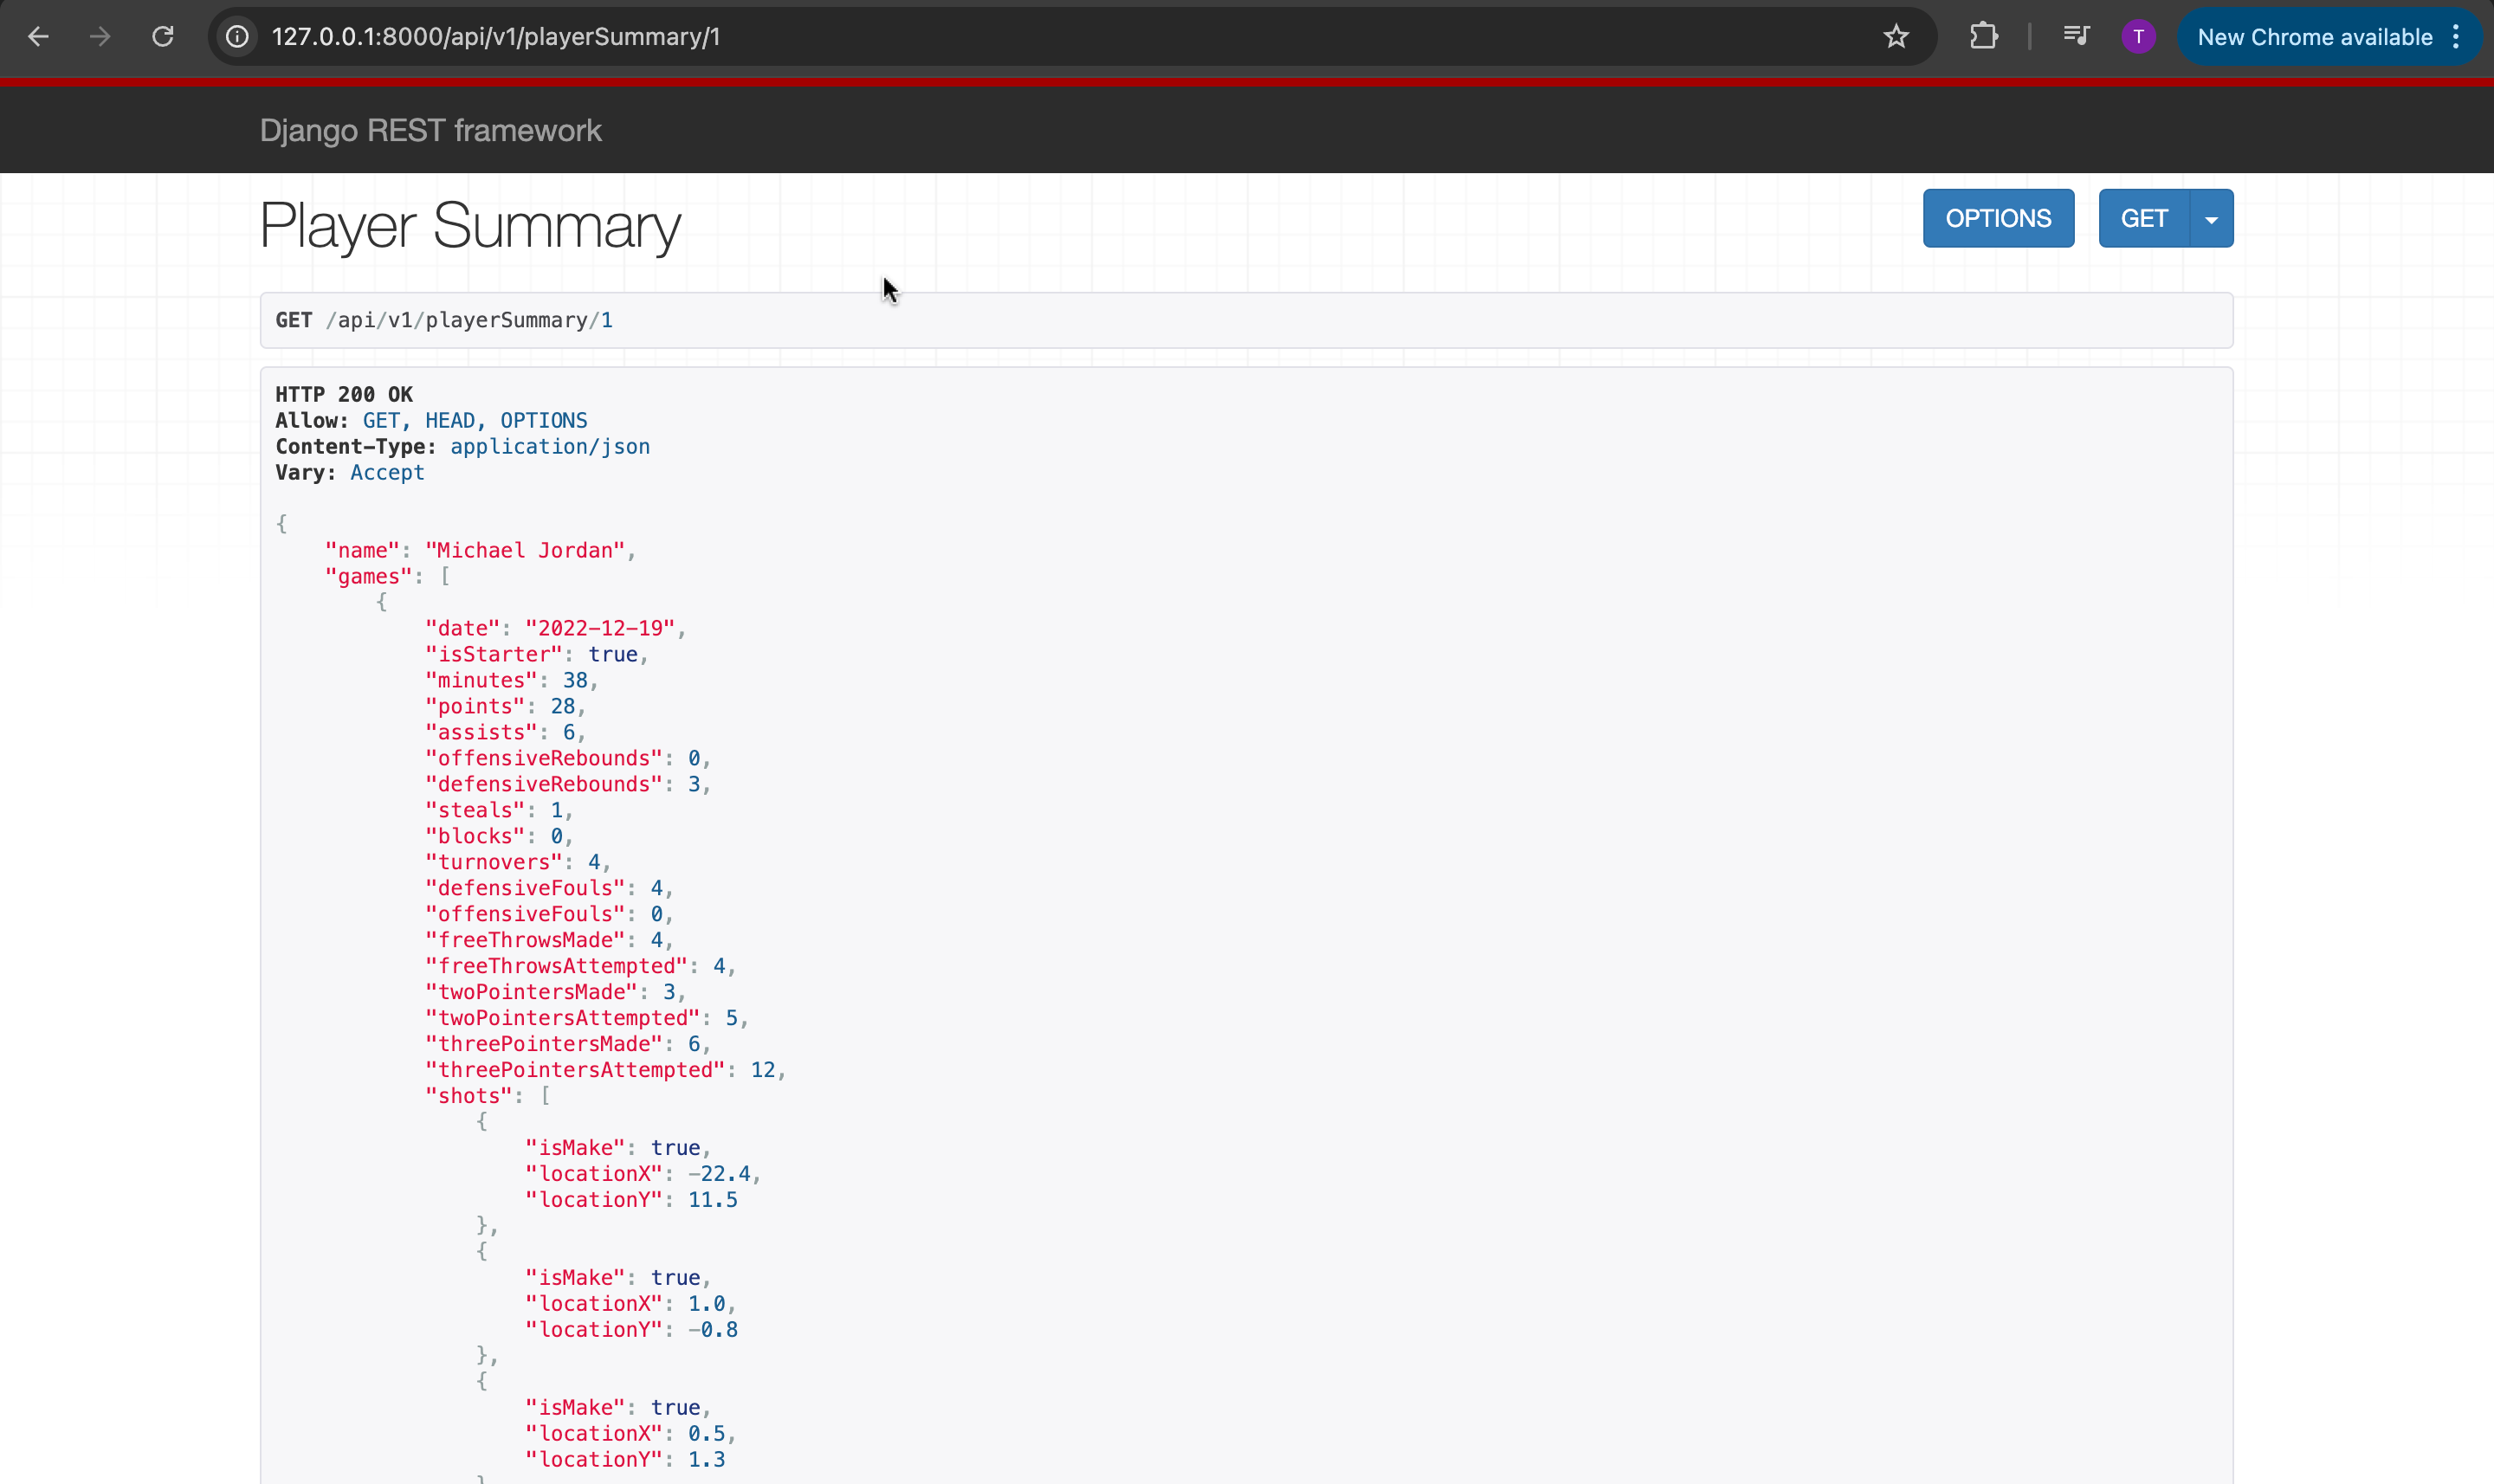 127.0.0.1:8000/api/v1/playerSummary/1
T
New Chrome available
Django REST framework
Player Summary
OPTIONS
GET
GET /api/v1/playerSummary/1
HTTP 200 OK
Allow: GET, HEAD, OPTIONS
Content-Type: application/json
Vary: Accept
{
"name": "Michael Jordan",
"games": [
{
"date": "2022-12-19",
"isStarter": true,
"minutes": 38,
"points": 28,
"assists": 6,
"offensiveRebounds": 0,
"defensiveRebounds": 3,
"steals": 1,
"blocks": 0,
"turnovers": 4,
"defensiveFouls": 4,
"offensiveFouls": 0,
"freeThrowsMade": 4,
"freeThrowsAttempted": 4,
"twoPointersMade": 3,
"twoPointersAttempted": 5,
"threePointersMade": 6,
"threePointersAttempted": 12,
"shots": [
{
"isMake": true,
"locationX": -22.4,
"locationY": 11.5
},
{
"isMake": true,
"locationX": 1.0,
"locationY": -0.8
},
{
"isMake": true,
"locationX": 0.5,
"locationY": 1.3
}